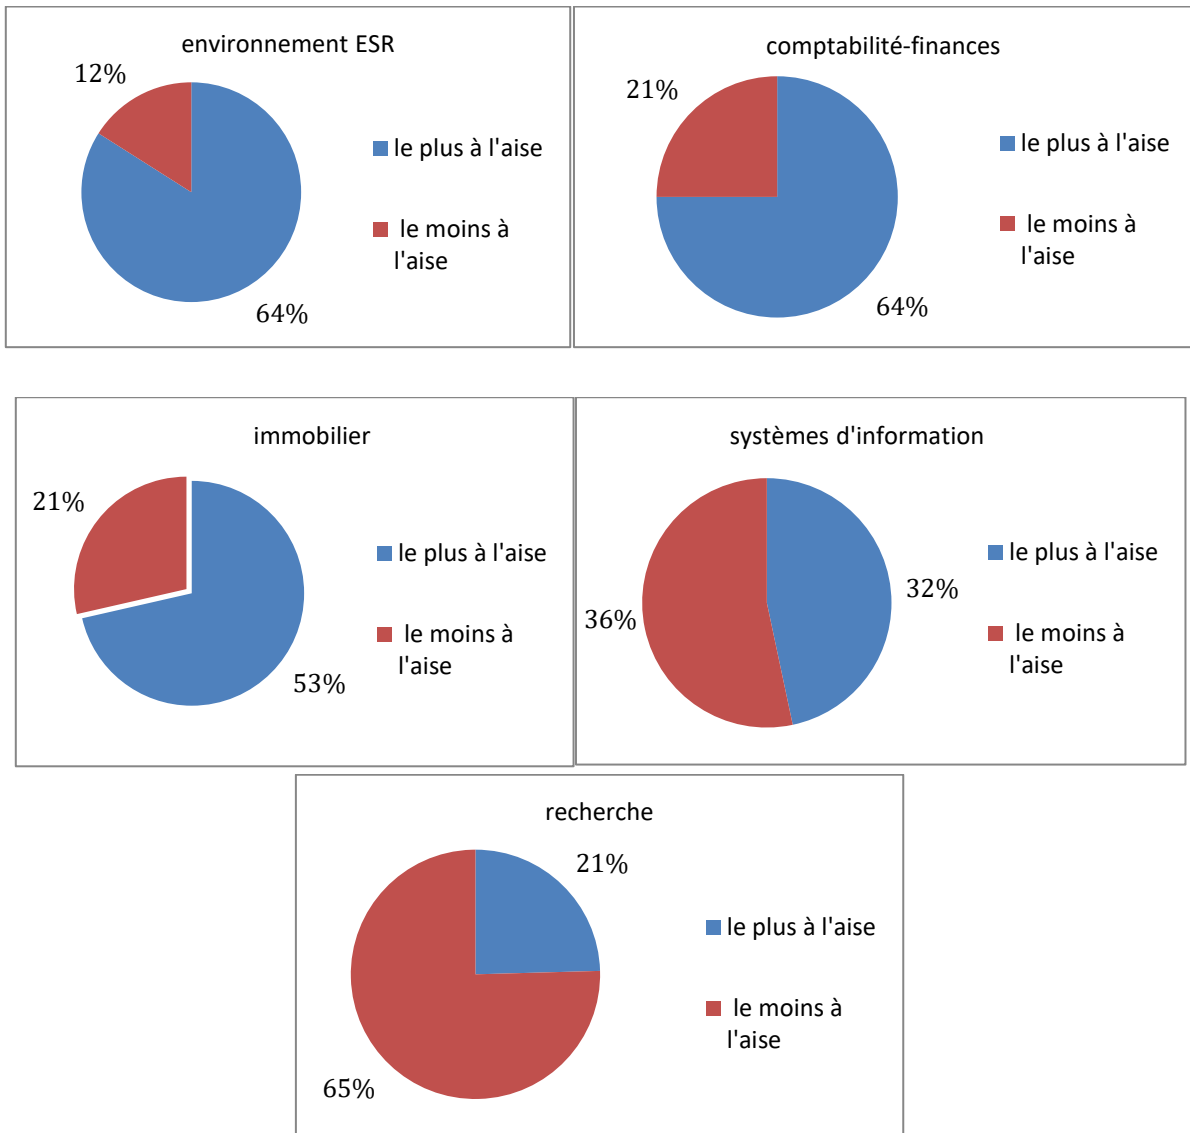 environnement ESR
12%
le plus à l'aise
le moins à
l'aise
64%
comptabilité-finances
21%
le plus à l'aise
le moins à
l'aise
64%
immobilier
21%
le plus à l'aise
le moins à
l'aise
53%
systèmes d'information
le plus à l'aise
32%
36%
le moins à
l'aise
recherche
21%
le plus à l'aise
le moins à
l'aise
65%